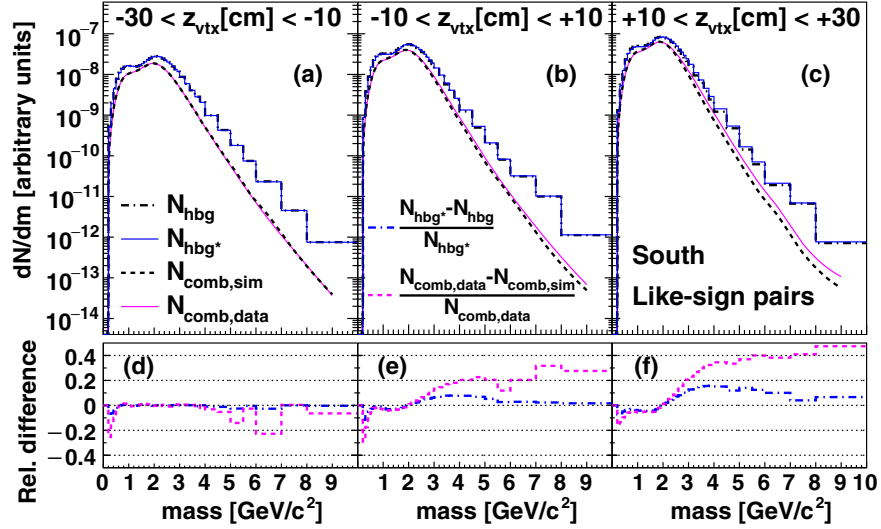 -30 < z_vtx[cm] < -10
-10 < z_vtx[cm] < +10
+10 < z_vtx[cm] < +30
dN/dm [arbitrary units]
10^−7
10^−8
10^−9
10^−10
10^−11
10^−12
10^−13
10^−14
(a)
(b)
(c)
N_hbg
N_hbg*
N_comb,sim
N_comb,data
N_hbg*-N_hbg
N_hbg*
N_comb,data-N_comb,sim
N_comb,data
South
Like-sign pairs
Rel. difference
0.4
0.2
0
−0.2
−0.4
(d)
(e)
(f)
0 1 2 3 4 5 6 7 8 9
1 2 3 4 5 6 7 8 9
1 2 3 4 5 6 7 8 9 10
mass [GeV/c²]
mass [GeV/c²]
mass [GeV/c²]